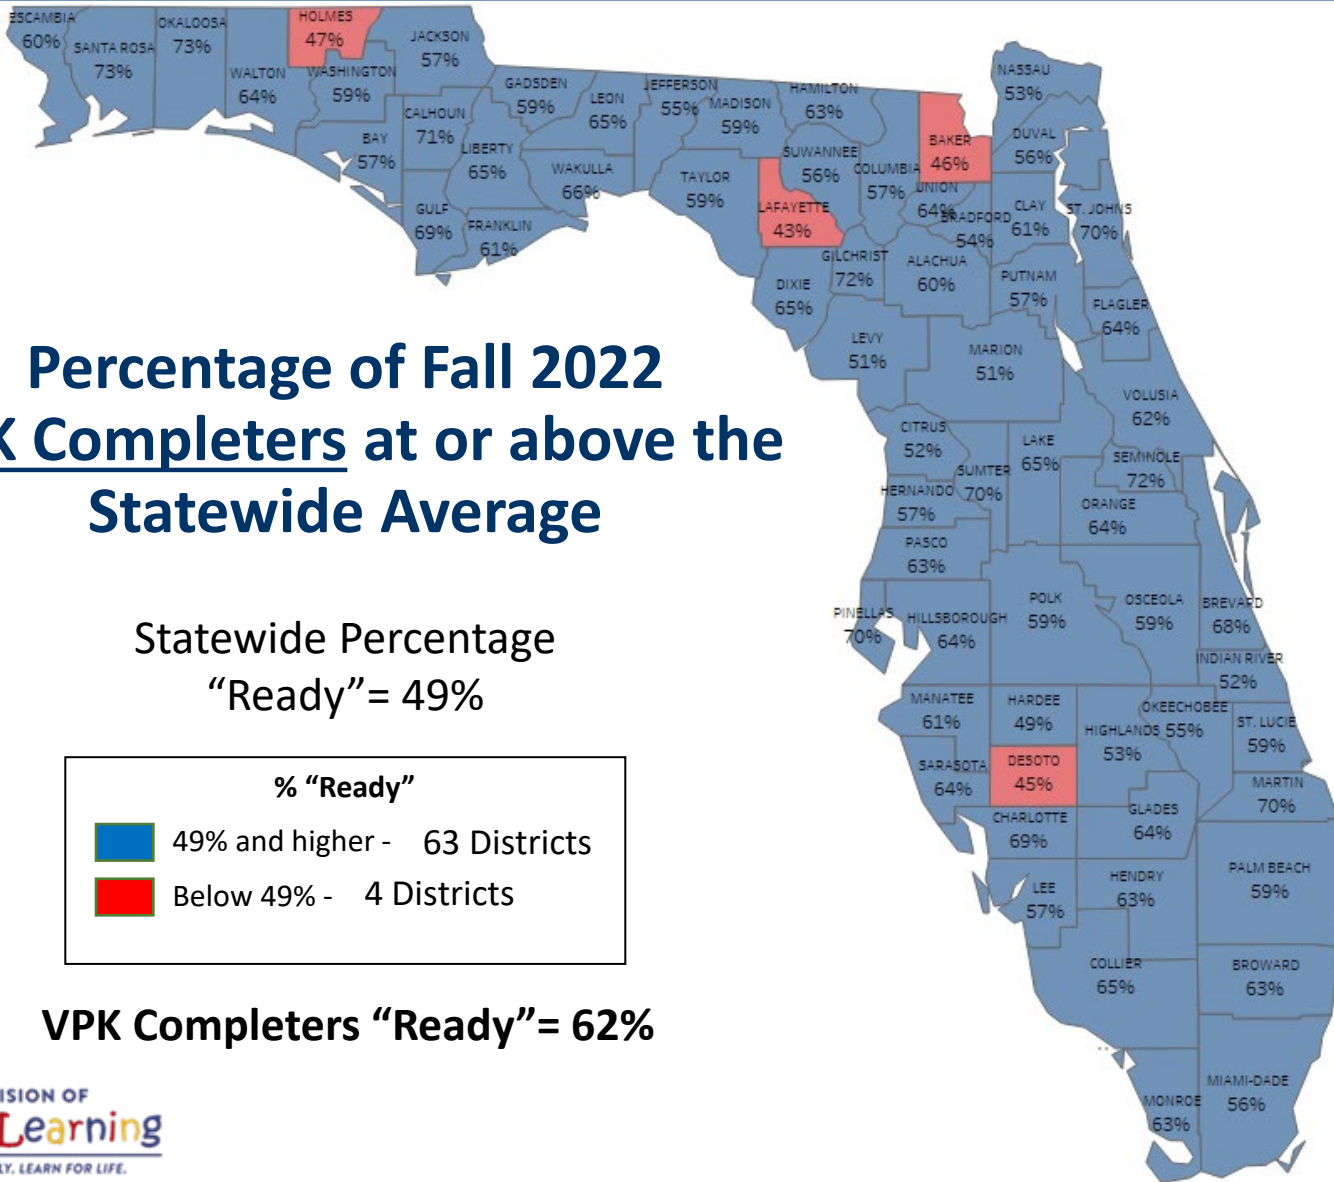 ESCAMBIA
60%
SANTA ROSA
73%
OKALOOSA
73%
WALTON
64%
HOLMES
47%
WASHINGTON
59%
JACKSON
57%
BAY
57%
CALHOUN
71%
GULF
69%
LIBERTY
65%
FRANKLIN
61%
GADSDEN
59%
LEON
65%
WAKULLA
66%
JEFFERSON
55%
MADISON
59%
TAYLOR
59%
HAMILTON
63%
SUWANNEE
56%
LAFAYETTE
43%
COLUMBIA
57%
BAKER
46%
UNION
64%
BRADFORD
54%
NASSAU
53%
DUVAL
56%
CLAY
61%
ST. JOHNS
70%
DIXIE
65%
GILCHRIST
72%
ALACHUA
60%
PUTNAM
57%
FLAGLER
64%
LEVY
51%
MARION
51%
VOLUSIA
62%
CITRUS
52%
SUMTER
70%
LAKE
65%
SEMINOLE
72%
HERNANDO
57%
ORANGE
64%
PASCO
63%
PINELLAS
70%
HILLSBOROUGH
64%
POLK
59%
OSCEOLA
59%
BREVARD
68%
INDIAN RIVER
52%
MANATEE
61%
HARDEE
49%
HIGHLANDS
53%
OKEECHOBEE
55%
ST. LUCIE
59%
SARASOTA
64%
DESOTO
45%
MARTIN
70%
CHARLOTTE
69%
GLADES
64%
LEE
57%
HENDRY
63%
PALM BEACH
59%
COLLIER
65%
BROWARD
63%
MONROE
63%
MIAMI-DADE
56%
Percentage of Fall 2022
K Completers at or above the
Statewide Average
Statewide Percentage
“Ready”= 49%
% “Ready”
49% and higher - 63 Districts
Below 49% - 4 Districts
VPK Completers “Ready”= 62%
ISION OF
Learning
LY. LEARN FOR LIFE.